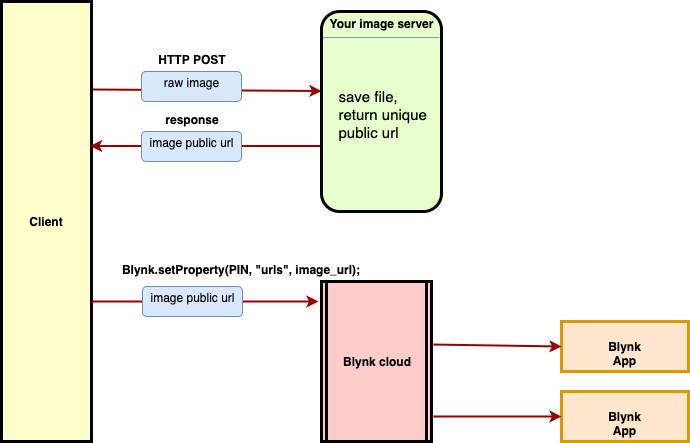 Your image server
HTTP POST
raw image
save file,
return unique
public url
response
image public url
Client
Blynk.setProperty(PIN, "urls", image_url);
image public url
Blynk cloud
Blynk
App
Blynk
App